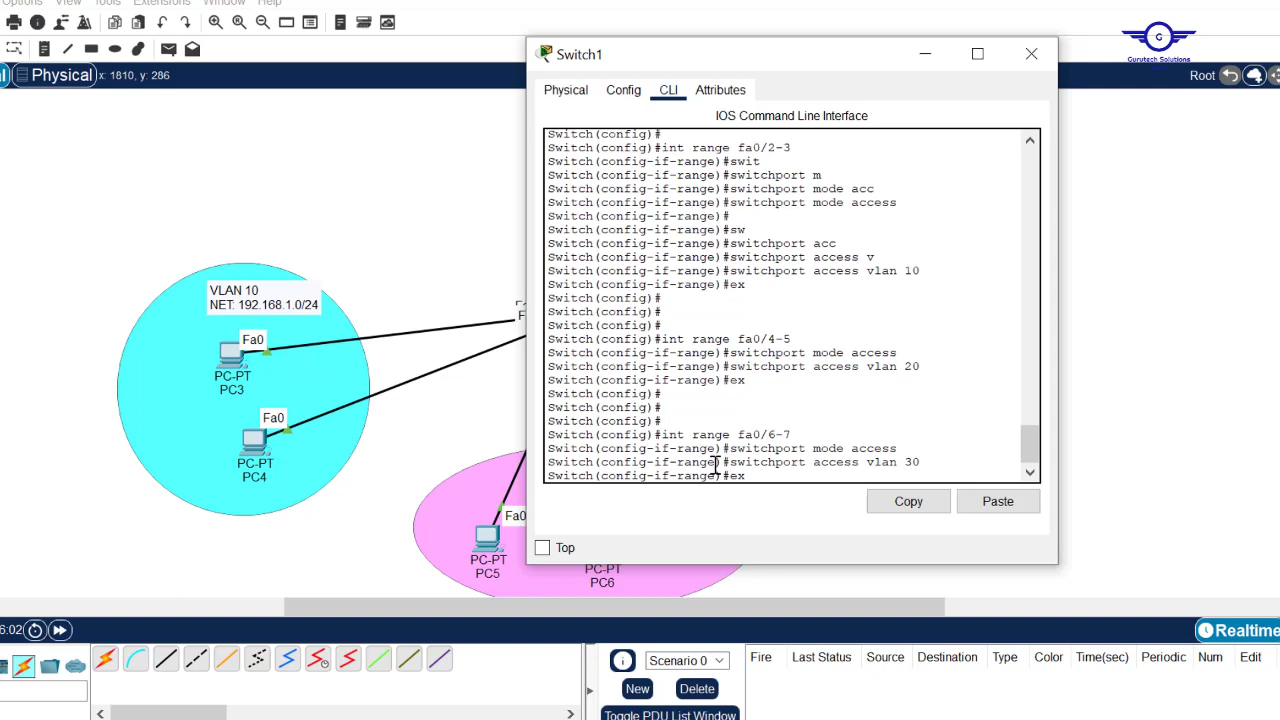 Options View Tools Extensions Window Help
G
Gurutech Solutions
Physical x: 1810, y: 286
Root
Switch1
Physical Config CLI Attributes
IOS Command Line Interface
Switch(config)#
Switch(config)#int range fa0/2-3
Switch(config-if-range)#swit
Switch(config-if-range)#switchport m
Switch(config-if-range)#switchport mode acc
Switch(config-if-range)#switchport mode access
Switch(config-if-range)#
Switch(config-if-range)#sw
Switch(config-if-range)#switchport acc
Switch(config-if-range)#switchport access v
Switch(config-if-range)#switchport access vlan 10
Switch(config-if-range)#ex
Switch(config)#
Switch(config)#
Switch(config)#
Switch(config)#int range fa0/4-5
Switch(config-if-range)#switchport mode access
Switch(config-if-range)#switchport access vlan 20
Switch(config-if-range)#ex
Switch(config)#
Switch(config)#
Switch(config)#
Switch(config)#int range fa0/6-7
Switch(config-if-range)#switchport mode access
Switch(config-if-range)#switchport access vlan 30
Switch(config-if-range)#ex
Copy Paste
Top
VLAN 10
NET: 192.168.1.0/24
Fa0
PC-PT
PC3
Fa0
PC-PT
PC4
Fa0
PC-PT
PC5
PC-PT
PC6
6:02
Realtime
Scenario 0
New Delete
Toggle PDU List Window
Fire Last Status Source Destination Type Color Time(sec) Periodic Num Edit